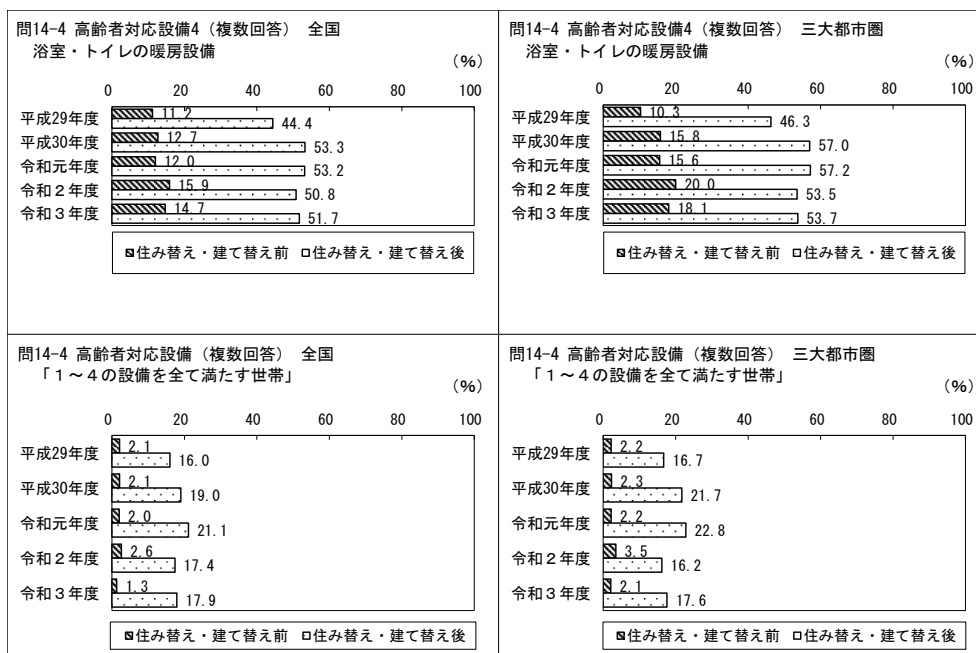 問14-4 高齢者対応設備4（複数回答） 全国
浴室・トイレの暖房設備
(％)
0 20 40 60 80 100
平成29年度 11.2 44.4
平成30年度 12.7 53.3
令和元年度 12.0 53.2
令和２年度 15.9 50.8
令和３年度 14.7 51.7
住み替え・建て替え前 住み替え・建て替え後
問14-4 高齢者対応設備4（複数回答） 三大都市圏
浴室・トイレの暖房設備
(％)
0 20 40 60 80 100
平成29年度 10.3 46.3
平成30年度 15.8 57.0
令和元年度 15.6 57.2
令和２年度 20.0 53.5
令和３年度 18.1 53.7
住み替え・建て替え前 住み替え・建て替え後
問14-4 高齢者対応設備（複数回答） 全国
「１～４の設備を全て満たす世帯」
(％)
0 20 40 60 80 100
平成29年度 2.1 16.0
平成30年度 2.1 19.0
令和元年度 2.0 21.1
令和２年度 2.6 17.4
令和３年度 1.3 17.9
住み替え・建て替え前 住み替え・建て替え後
問14-4 高齢者対応設備（複数回答） 三大都市圏
「１～４の設備を全て満たす世帯」
(％)
0 20 40 60 80 100
平成29年度 2.2 16.7
平成30年度 2.3 21.7
令和元年度 2.2 22.8
令和２年度 3.5 16.2
令和３年度 2.1 17.6
住み替え・建て替え前 住み替え・建て替え後